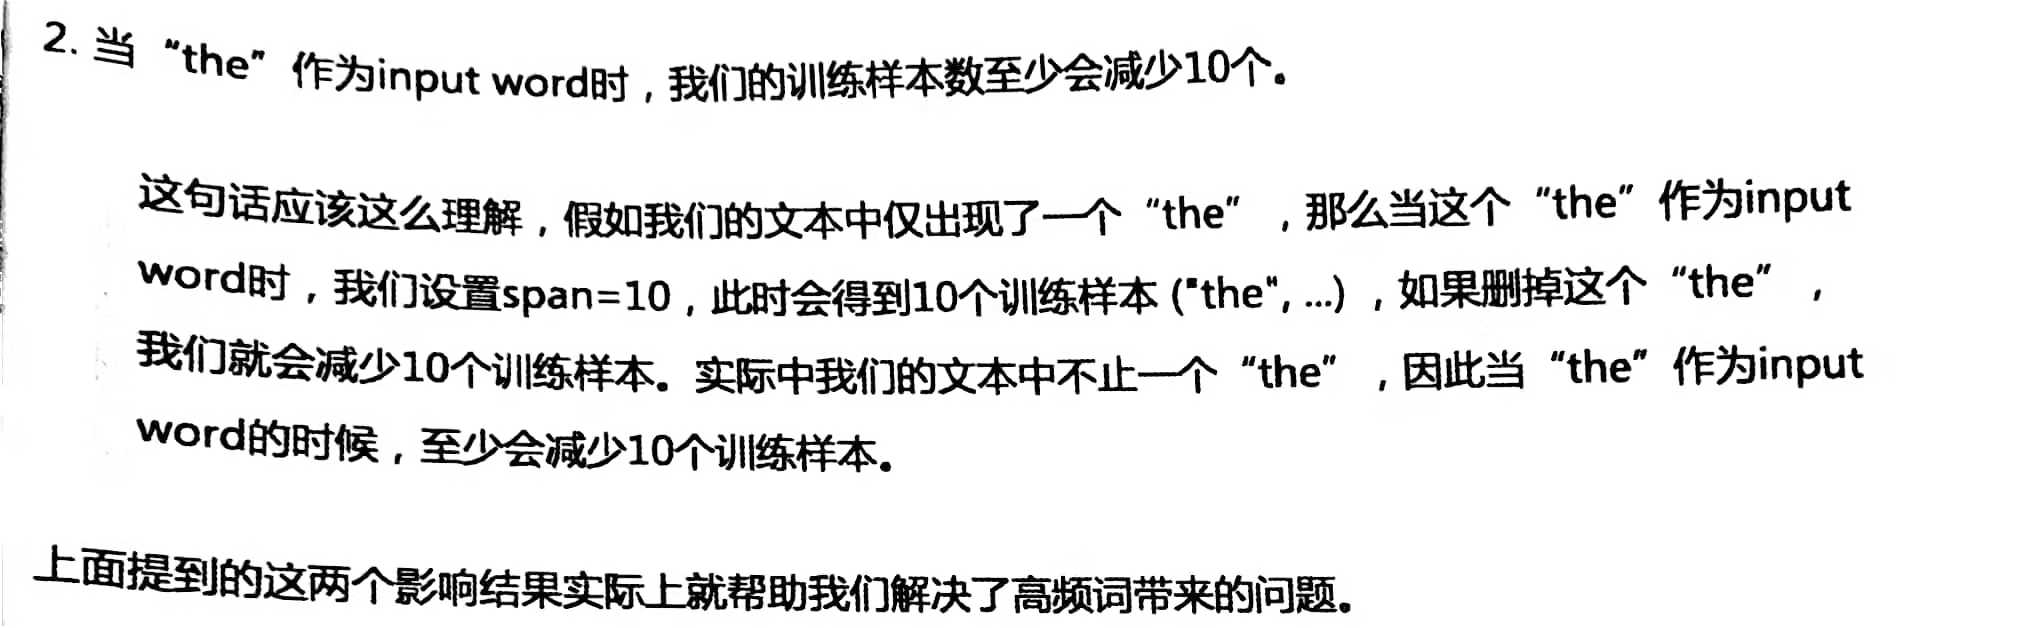 2. 当 “the” 作为input word时，我们的训练样本数至少会减少10个。
这句话应该这么理解，假如我们的文本中仅出现了一个 “the” ，那么当这个 “the” 作为input
word时，我们设置span=10，此时会得到10个训练样本 ("the", ...) ，如果删掉这个 “the” ，
我们就会减少10个训练样本。实际中我们的文本中不止一个 “the” ，因此当 “the” 作为input
word的时候，至少会减少10个训练样本。
上面提到的这两个影响结果实际上就帮助我们解决了高频词带来的问题。